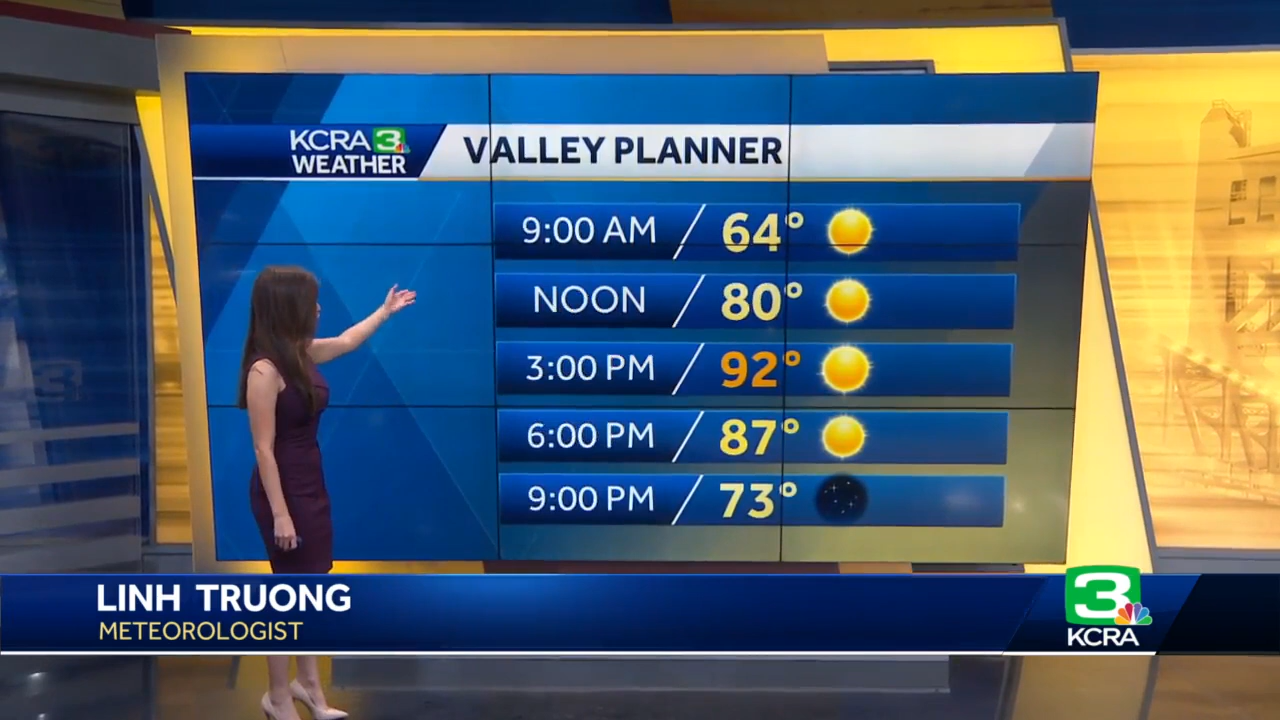 KCRA 3
WEATHER
VALLEY PLANNER
9:00 AM / 64°
NOON / 80°
3:00 PM / 92°
6:00 PM / 87°
9:00 PM / 73°
3
LINH TRUONG
METEOROLOGIST
3
KCRA